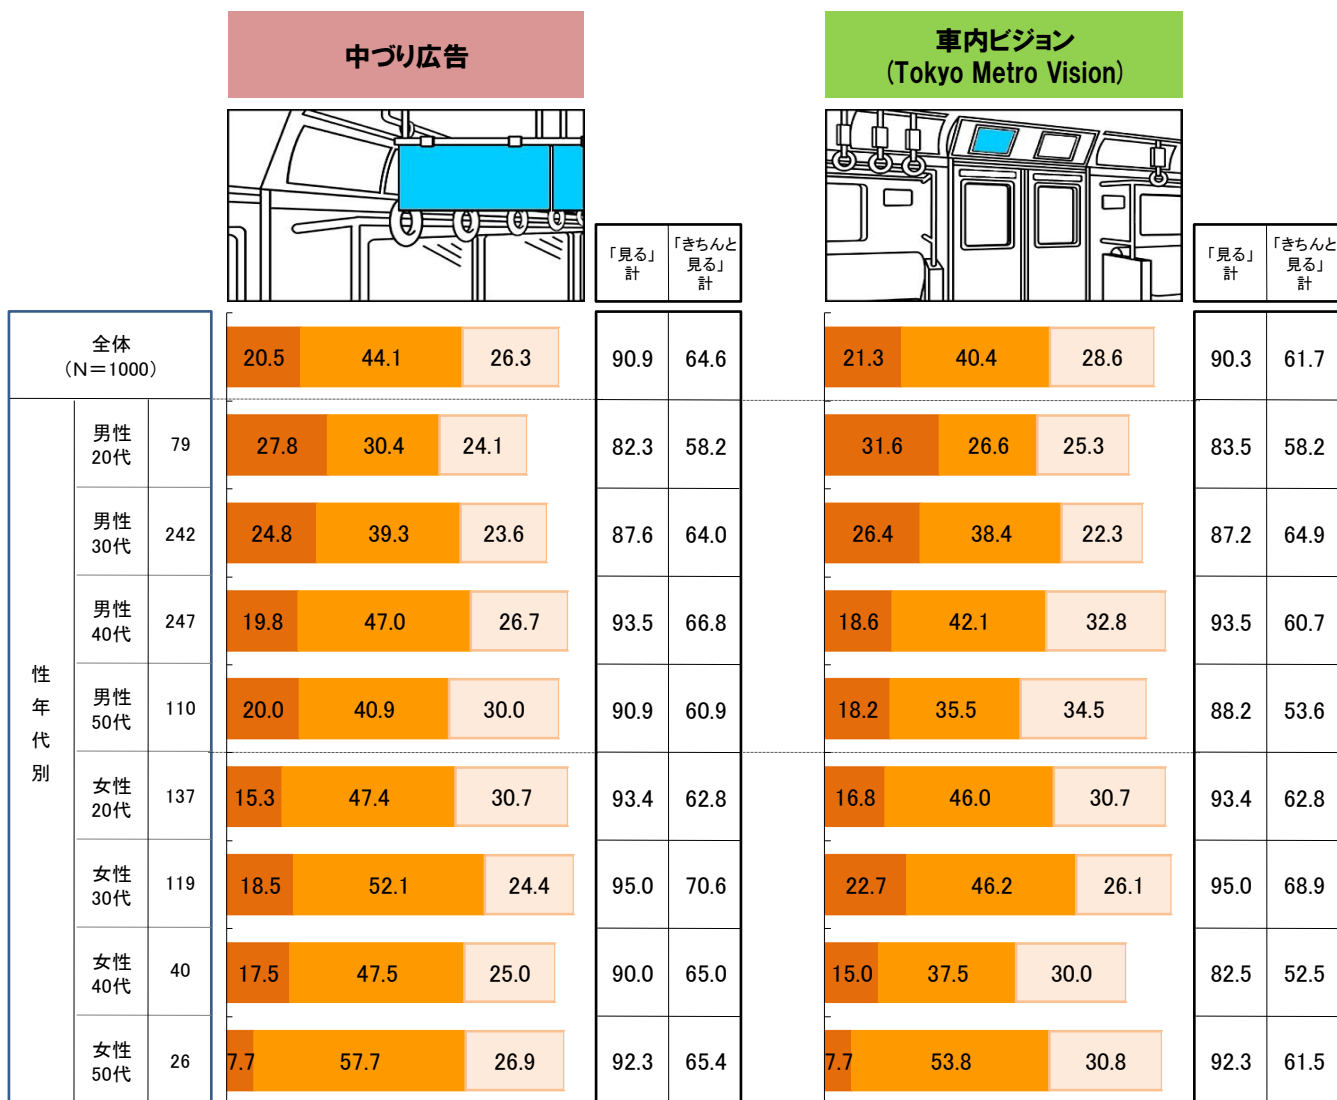 中づり広告
車内ビジョン
(Tokyo Metro Vision)
「見る」
計
「きちんと
見る」
計
「見る」
計
「きちんと
見る」
計
全体
(N=1000)
20.5 44.1 26.3 90.9 64.6 21.3 40.4 28.6 90.3 61.7
性年代別
男性
20代
79 27.8 30.4 24.1 82.3 58.2 31.6 26.6 25.3 83.5 58.2
男性
30代
242 24.8 39.3 23.6 87.6 64.0 26.4 38.4 22.3 87.2 64.9
男性
40代
247 19.8 47.0 26.7 93.5 66.8 18.6 42.1 32.8 93.5 60.7
男性
50代
110 20.0 40.9 30.0 90.9 60.9 18.2 35.5 34.5 88.2 53.6
女性
20代
137 15.3 47.4 30.7 93.4 62.8 16.8 46.0 30.7 93.4 62.8
女性
30代
119 18.5 52.1 24.4 95.0 70.6 22.7 46.2 26.1 95.0 68.9
女性
40代
40 17.5 47.5 25.0 90.0 65.0 15.0 37.5 30.0 82.5 52.5
女性
50代
26 7.7 57.7 26.9 92.3 65.4 7.7 53.8 30.8 92.3 61.5